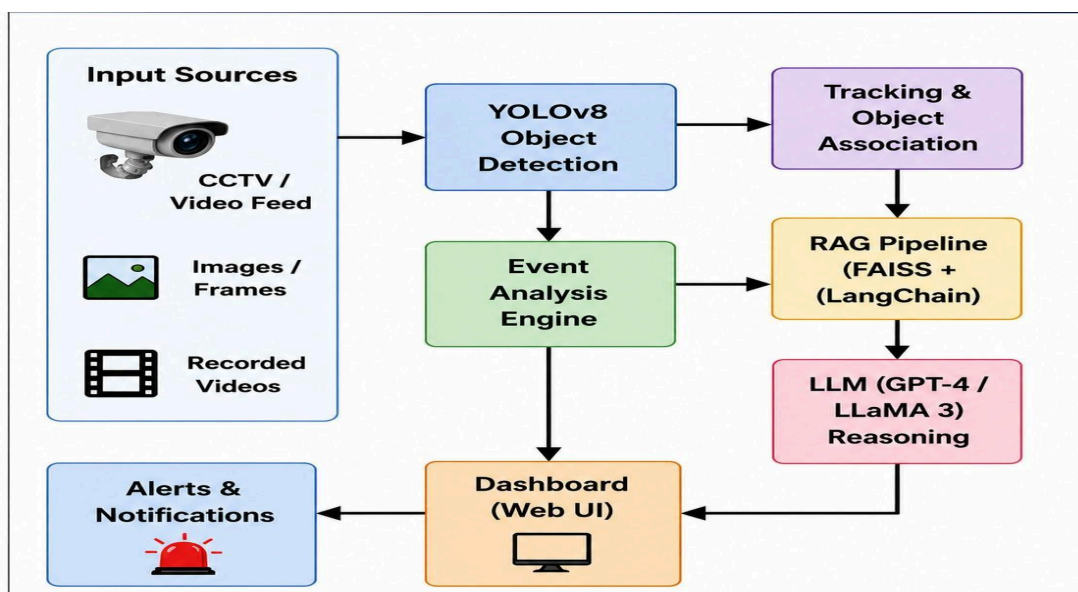 Input Sources
CCTV /
Video Feed
Images /
Frames
Recorded
Videos
YOLOv8
Object
Detection
Tracking &
Object
Association
Event
Analysis
Engine
RAG Pipeline
(FAISS +
(LangChain)
LLM (GPT-4 /
LLaMA 3)
Reasoning
Dashboard
(Web UI)
Alerts &
Notifications